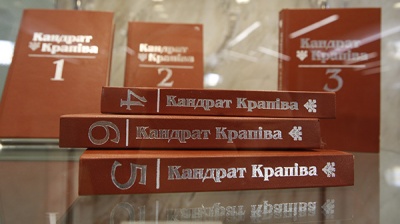 Кандрат
Крапіва
1
Кандрат
Крапіва
2
Кандрат
Крапіва
3
4 Кандрат Крапіва
6 Кандрат Крапіва
5 Кандрат Крапіва